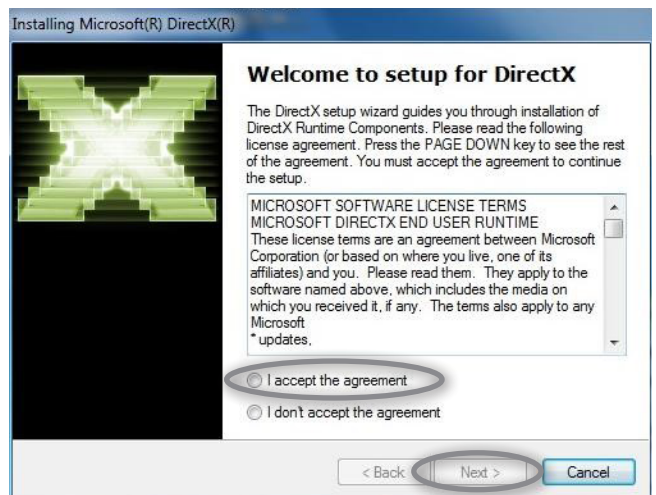 Installing Microsoft(R) DirectX(R)
Welcome to setup for DirectX
The DirectX setup wizard guides you through installation of
DirectX Runtime Components. Please read the following
license agreement. Press the PAGE DOWN key to see the rest
of the agreement. You must accept the agreement to continue
the setup.
MICROSOFT SOFTWARE LICENSE TERMS
MICROSOFT DIRECTX END USER RUNTIME
These license terms are an agreement between Microsoft
Corporation (or based on where you live, one of its
affiliates) and you.  Please read them.  They apply to the
software named above, which includes the media on
which you received it, if any.  The terms also apply to any
Microsoft
* updates,
I accept the agreement
I don't accept the agreement
< Back Next > Cancel